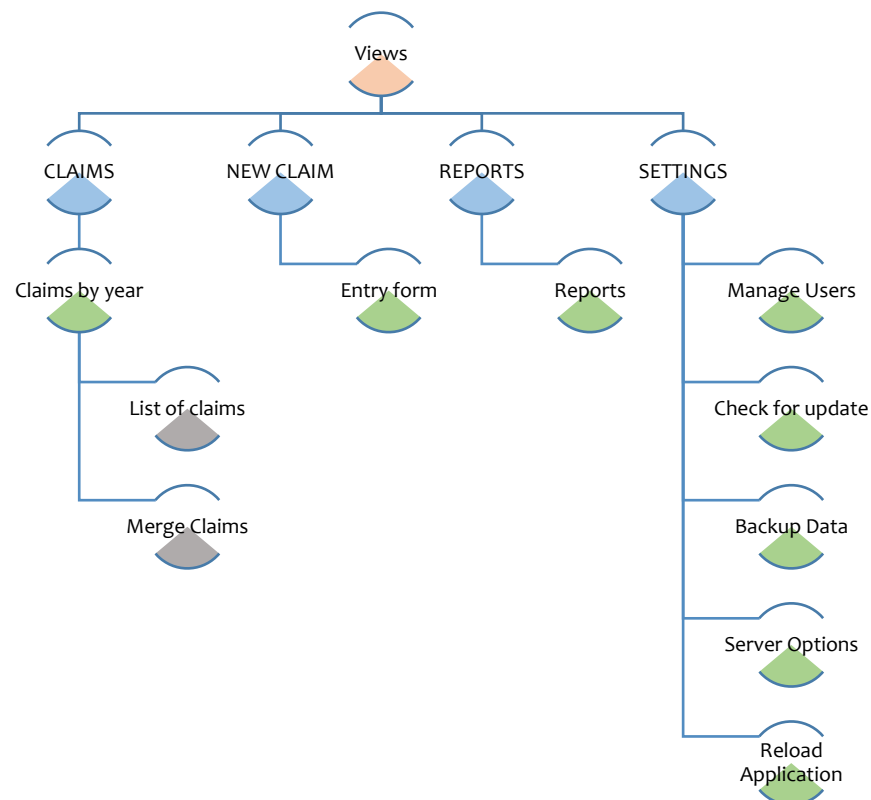 Views
CLAIMS
NEW CLAIM
REPORTS
SETTINGS
Claims by year
Entry form
Reports
Manage Users
List of claims
Check for update
Merge Claims
Backup Data
Server Options
Reload
Application